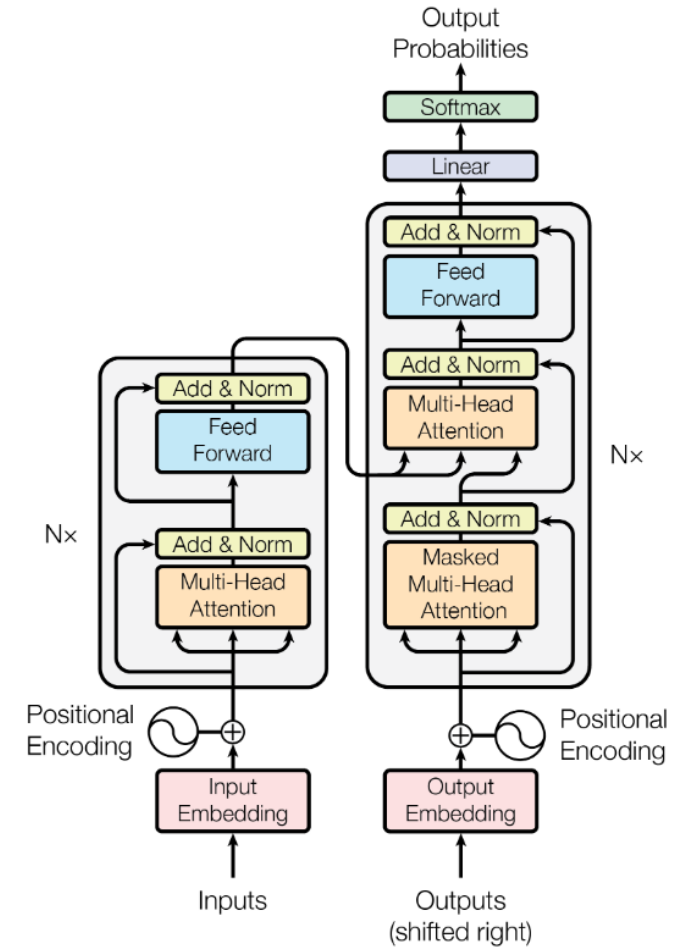 Output
Probabilities
Softmax
Linear
Add & Norm
Feed
Forward
Add & Norm
Multi-Head
Attention
Add & Norm
Masked
Multi-Head
Attention
N×
Add & Norm
Feed
Forward
Add & Norm
Multi-Head
Attention
N×
Positional
Encoding
Positional
Encoding
Input
Embedding
Output
Embedding
Inputs
Outputs
(shifted right)